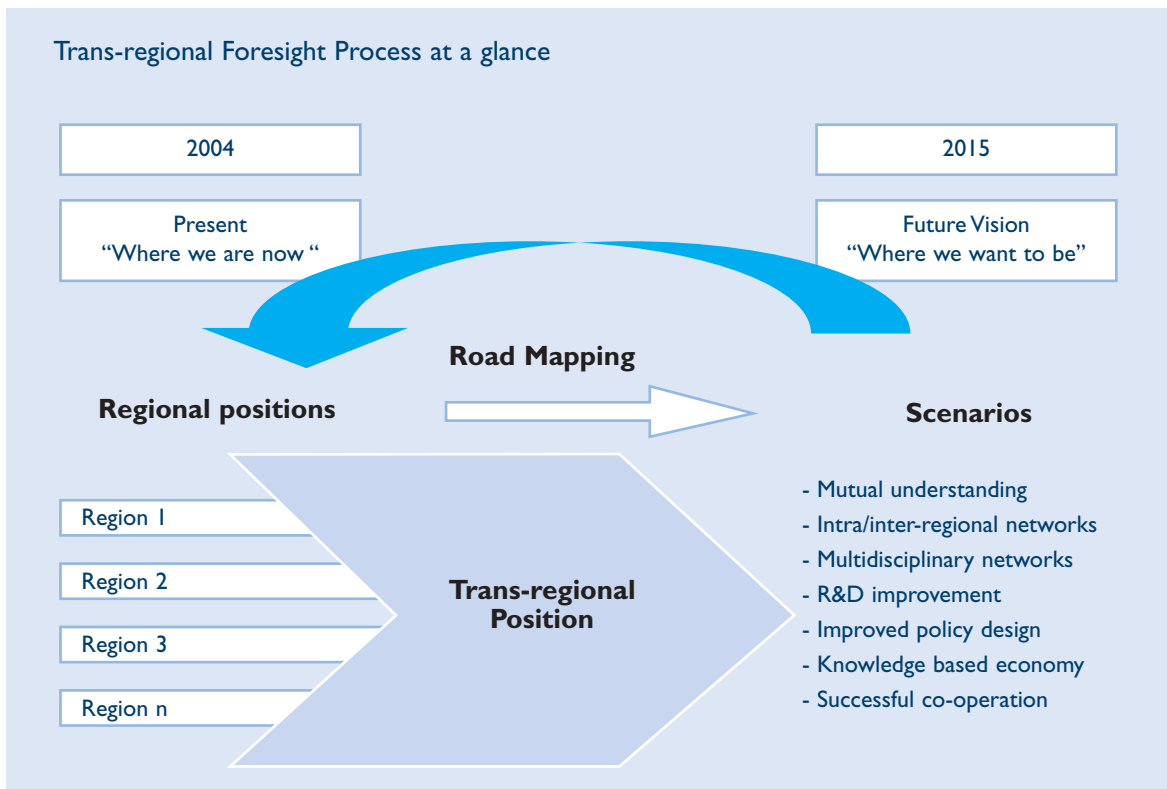 Trans-regional Foresight Process at a glance
2004
2015
Present
“Where we are now “
Future Vision
“Where we want to be”
Road Mapping
Regional positions
Scenarios
Region 1
Region 2
Region 3
Region n
Trans-regional
Position
- Mutual understanding
- Intra/inter-regional networks
- Multidisciplinary networks
- R&D improvement
- Improved policy design
- Knowledge based economy
- Successful co-operation